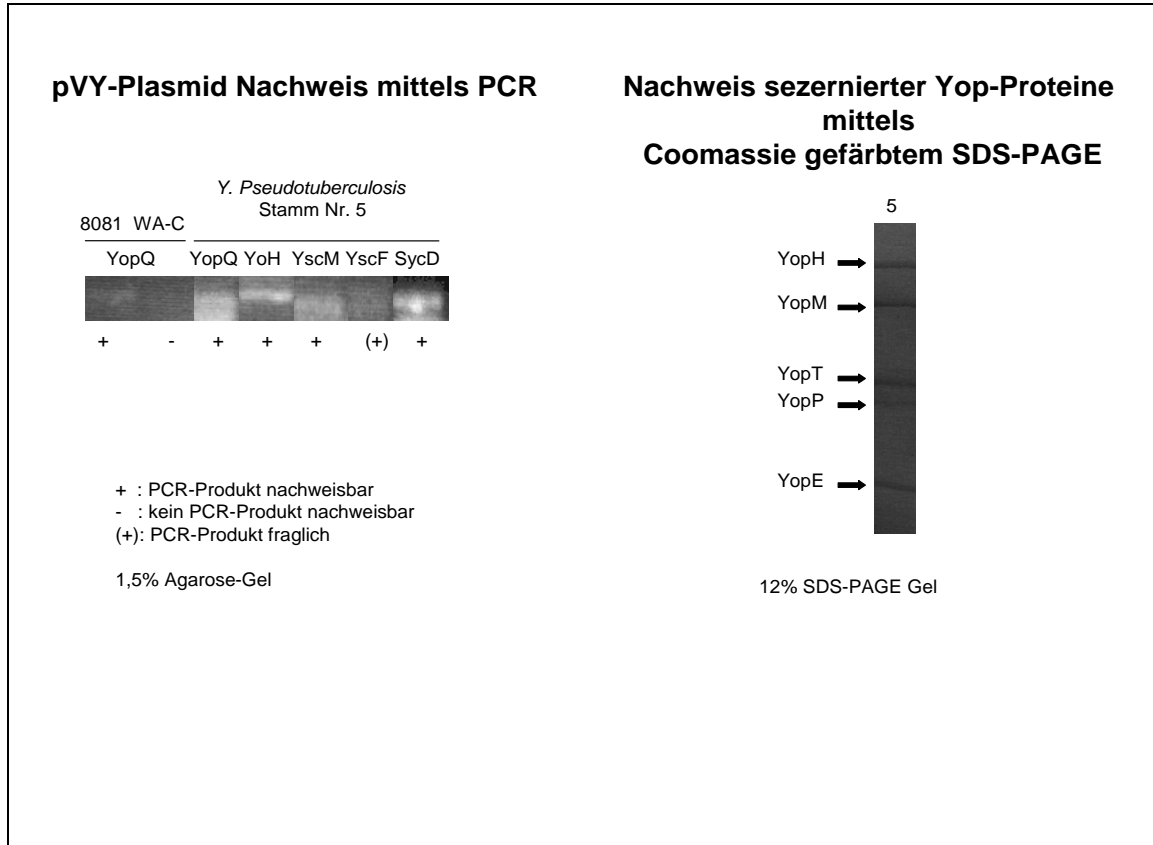 pVY-Plasmid Nachweis mittels PCR
Y. Pseudotuberculosis
Stamm Nr. 5
8081 WA-C
YopQ YopQ YoH YscM YscF SycD
+ - + + + (+) +
+ : PCR-Produkt nachweisbar
- : kein PCR-Produkt nachweisbar
(+): PCR-Produkt fraglich
1,5% Agarose-Gel
Nachweis sezernierter Yop-Proteine
mittels
Coomassie gefärbtem SDS-PAGE
5
YopH
YopM
YopT
YopP
YopE
12% SDS-PAGE Gel